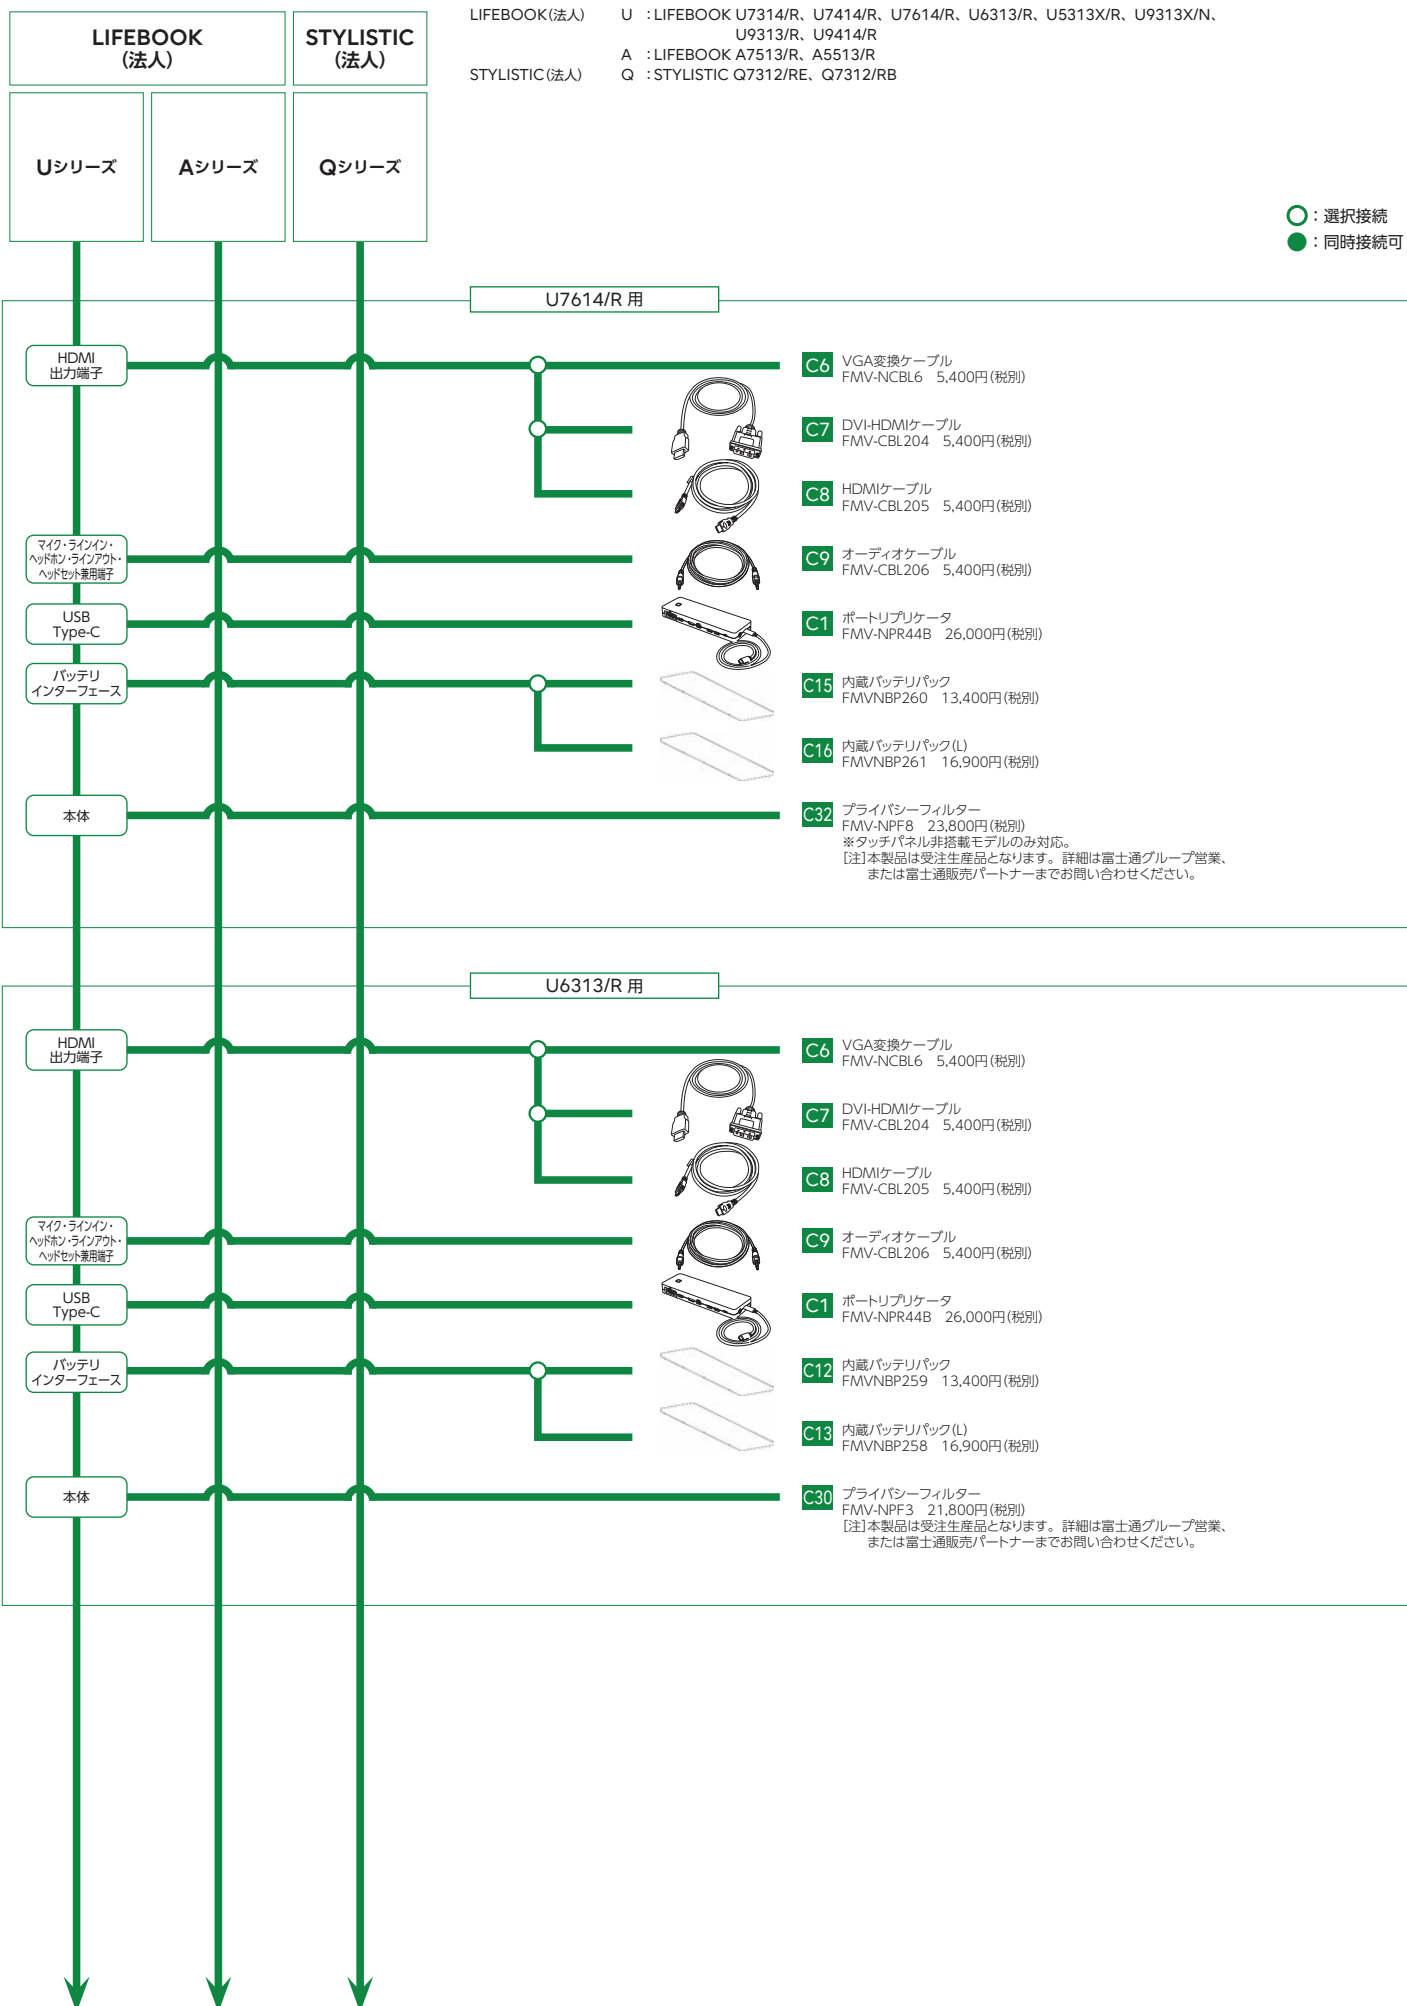 LIFEBOOK
(法人)
STYLISTIC
(法人)
LIFEBOOK(法人) U :LIFEBOOK U7314/R、U7414/R、U7614/R、U6313/R、U5313X/R、U9313X/N、
U9313/R、U9414/R
A :LIFEBOOK A7513/R、A5513/R
STYLISTIC(法人) Q :STYLISTIC Q7312/RE、Q7312/RB
Uシリーズ
Aシリーズ
Qシリーズ
:選択接続
:同時接続可
U7614/R 用
HDMI
出力端子
C6 VGA変換ケーブル
FMV-NCBL6 5,400円(税別)
C7 DVI-HDMIケーブル
FMV-CBL204 5,400円(税別)
C8 HDMIケーブル
FMV-CBL205 5,400円(税別)
マイク・ラインイン・
ヘッドホン・ラインアウト・
ヘッドセット兼用端子
C9 オーディオケーブル
FMV-CBL206 5,400円(税別)
USB
Type-C
C1 ポートリプリケータ
FMV-NPR44B 26,000円(税別)
バッテリ
インターフェース
C15 内蔵バッテリパック
FMVNBP260 13,400円(税別)
C16 内蔵バッテリパック(L)
FMVNBP261 16,900円(税別)
本体
C32 プライバシーフィルター
FMV-NPF8 23,800円(税別)
※タッチパネル非搭載モデルのみ対応。
[注]本製品は受注生産品となります。詳細は富士通グループ営業、
または富士通販売パートナーまでお問い合わせください。
U6313/R 用
HDMI
出力端子
C6 VGA変換ケーブル
FMV-NCBL6 5,400円(税別)
C7 DVI-HDMIケーブル
FMV-CBL204 5,400円(税別)
C8 HDMIケーブル
FMV-CBL205 5,400円(税別)
マイク・ラインイン・
ヘッドホン・ラインアウト・
ヘッドセット兼用端子
C9 オーディオケーブル
FMV-CBL206 5,400円(税別)
USB
Type-C
C1 ポートリプリケータ
FMV-NPR44B 26,000円(税別)
バッテリ
インターフェース
C12 内蔵バッテリパック
FMVNBP259 13,400円(税別)
C13 内蔵バッテリパック(L)
FMVNBP258 16,900円(税別)
本体
C30 プライバシーフィルター
FMV-NPF3 21,800円(税別)
[注]本製品は受注生産品となります。詳細は富士通グループ営業、
または富士通販売パートナーまでお問い合わせください。